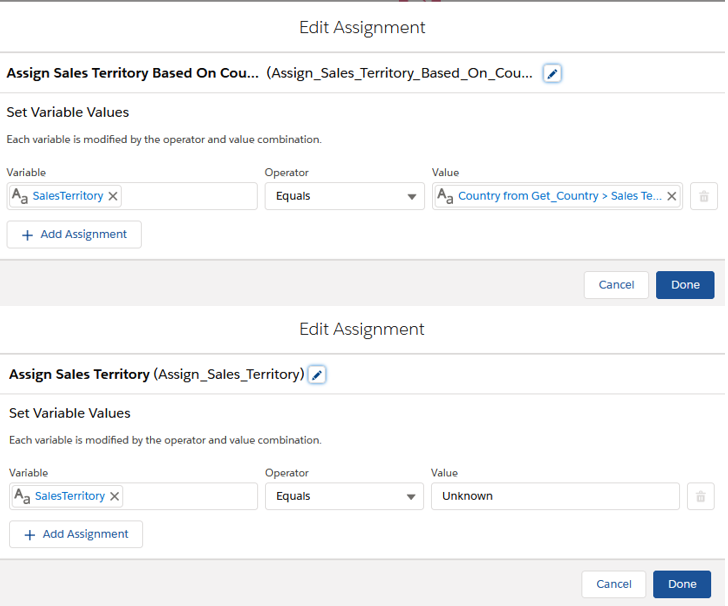 Edit Assignment
Assign Sales Territory Based On Cou... (Assign_Sales_Territory_Based_On_Cou...
Set Variable Values
Each variable is modified by the operator and value combination.
Variable Operator Value
Aa SalesTerritory Equals Aa Country from Get_Country > Sales Te...
+ Add Assignment
Cancel Done
Edit Assignment
Assign Sales Territory (Assign_Sales_Territory)
Set Variable Values
Each variable is modified by the operator and value combination.
Variable Operator Value
Aa SalesTerritory Equals Unknown
+ Add Assignment
Cancel Done